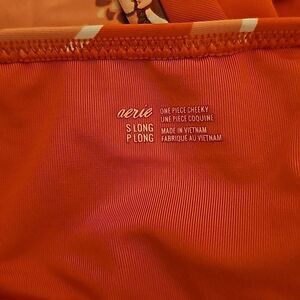 aerie ONE PIECE CHEEKY
UNE PIECE COQUINE
S LONG MADE IN VIETNAM
P LONG FABRIQUÉ AU VIETNAM